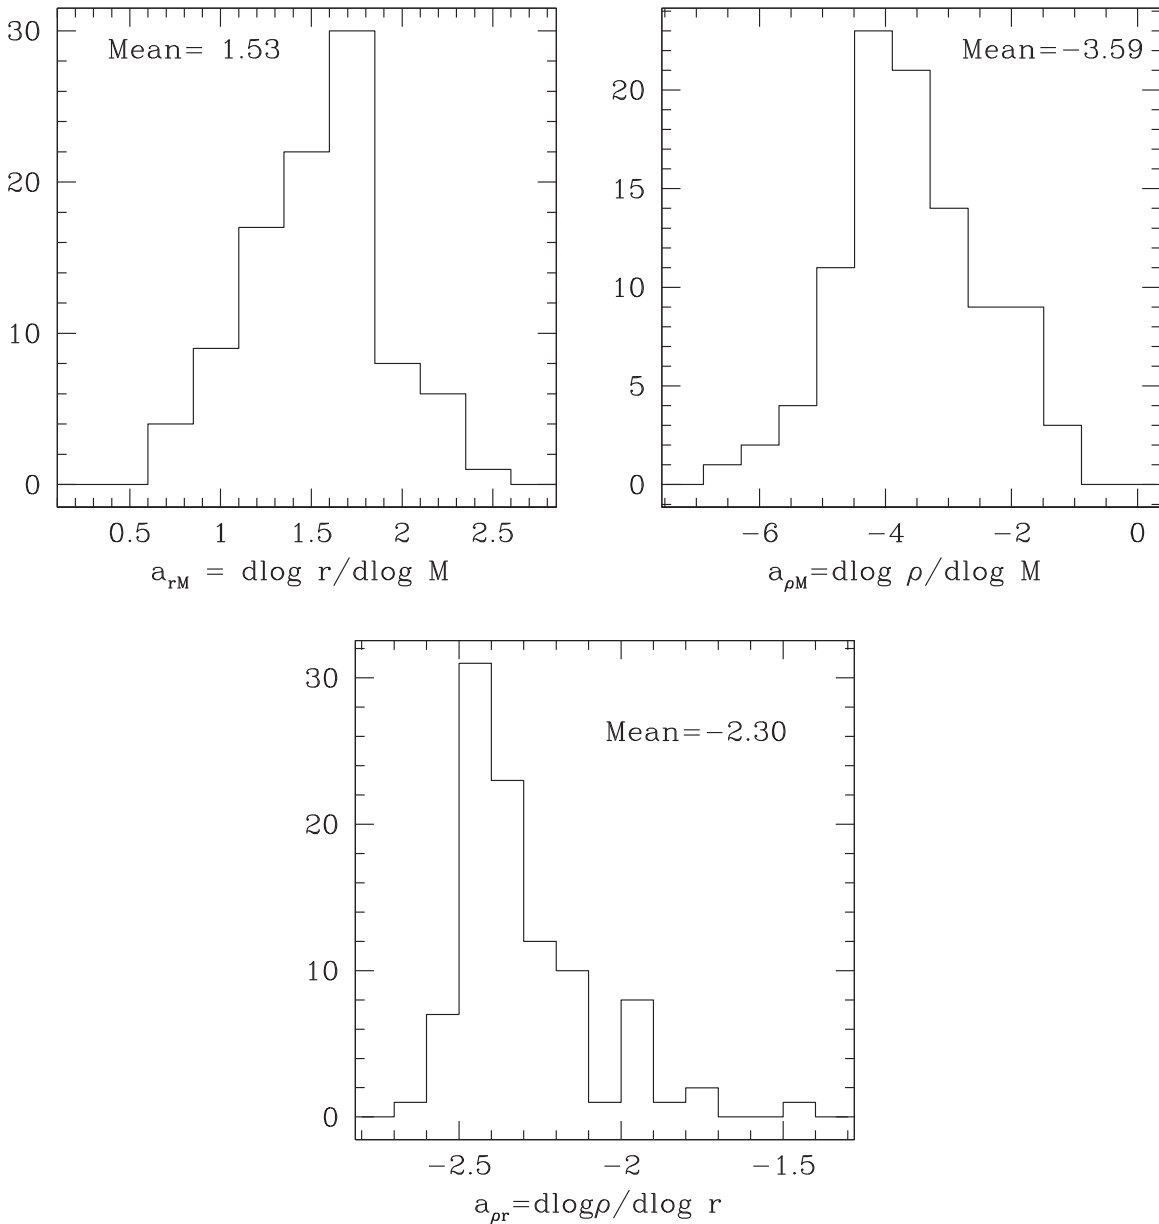 30
20
10
0
Mean= 1.53
0.5 1 1.5 2 2.5
a_rM = dlog r/dlog M
20
15
10
5
0
Mean=−3.59
−6 −4 −2 0
a_ρM=dlog ρ/dlog M
30
20
10
0
Mean=−2.30
−2.5 −2 −1.5
a_ρr=dlogρ/dlog r